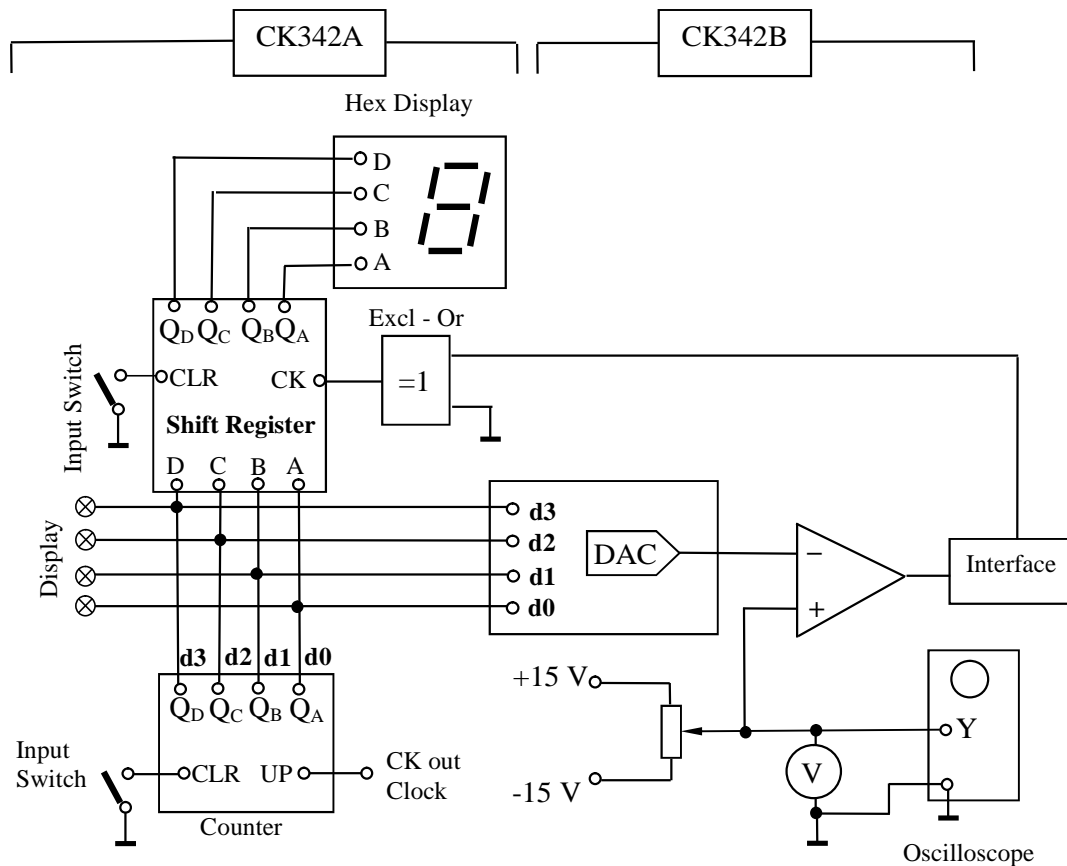 CK342A
CK342B
Hex Display
D
C
B
A
QD QC QB QA
Excl - Or
Input Switch
CLR
CK
=1
Shift Register
D C B A
Display
d3
d2
d1
d0
DAC
−
+
Interface
d3 d2 d1 d0
QD QC QB QA
+15 V
-15 V
Y
V
Input
Switch
CLR
UP
CK out
Clock
Counter
Oscilloscope